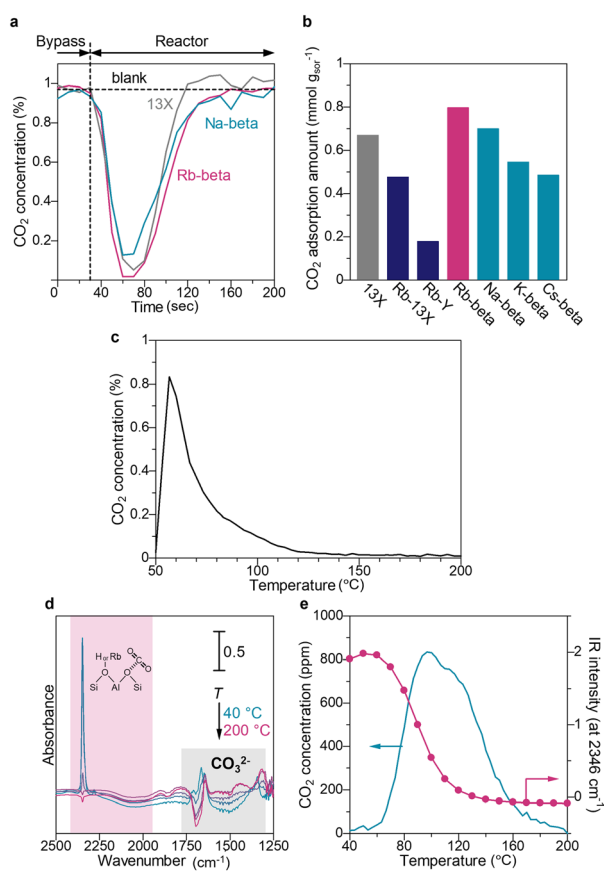 a
Bypass
Reactor
blank
13X
Na-beta
Rb-beta
CO2 concentration (%)
1
0.8
0.6
0.4
0.2
0
40
80
120
160
200
Time (sec)
b
CO2 adsorption amount (mmol gsor-1)
1
0.8
0.6
0.4
0.2
0
13X
Rb-13X
Rb-Y
Rb-beta
Na-beta
K-beta
Cs-beta
c
CO2 concentration (%)
1
0.8
0.6
0.4
0.2
0
50
100
150
200
Temperature (°C)
d
Absorbance
H or Rb
O
O
C
O
O
Si
Al
Si
0.5
T
40 °C
200 °C
CO3 2-
2500
2250
2000
1750
1500
1250
Wavenumber (cm-1)
e
CO2 concentration (ppm)
1000
800
600
400
200
0
40
80
120
160
200
Temperature (°C)
2
1
0
IR intensity (at 2346 cm-1)